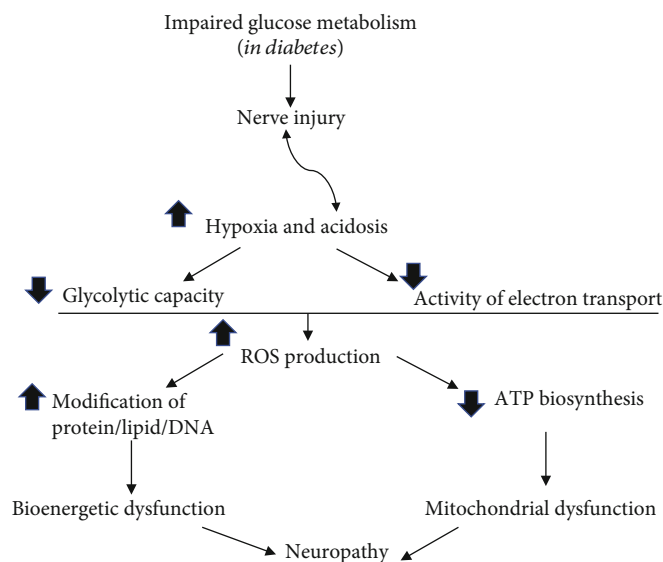 Impaired glucose metabolism
(in diabetes)
Nerve injury
Hypoxia and acidosis
Glycolytic capacity
Activity of electron transport
ROS production
Modification of
protein/lipid/DNA
ATP biosynthesis
Bioenergetic dysfunction
Mitochondrial dysfunction
Neuropathy